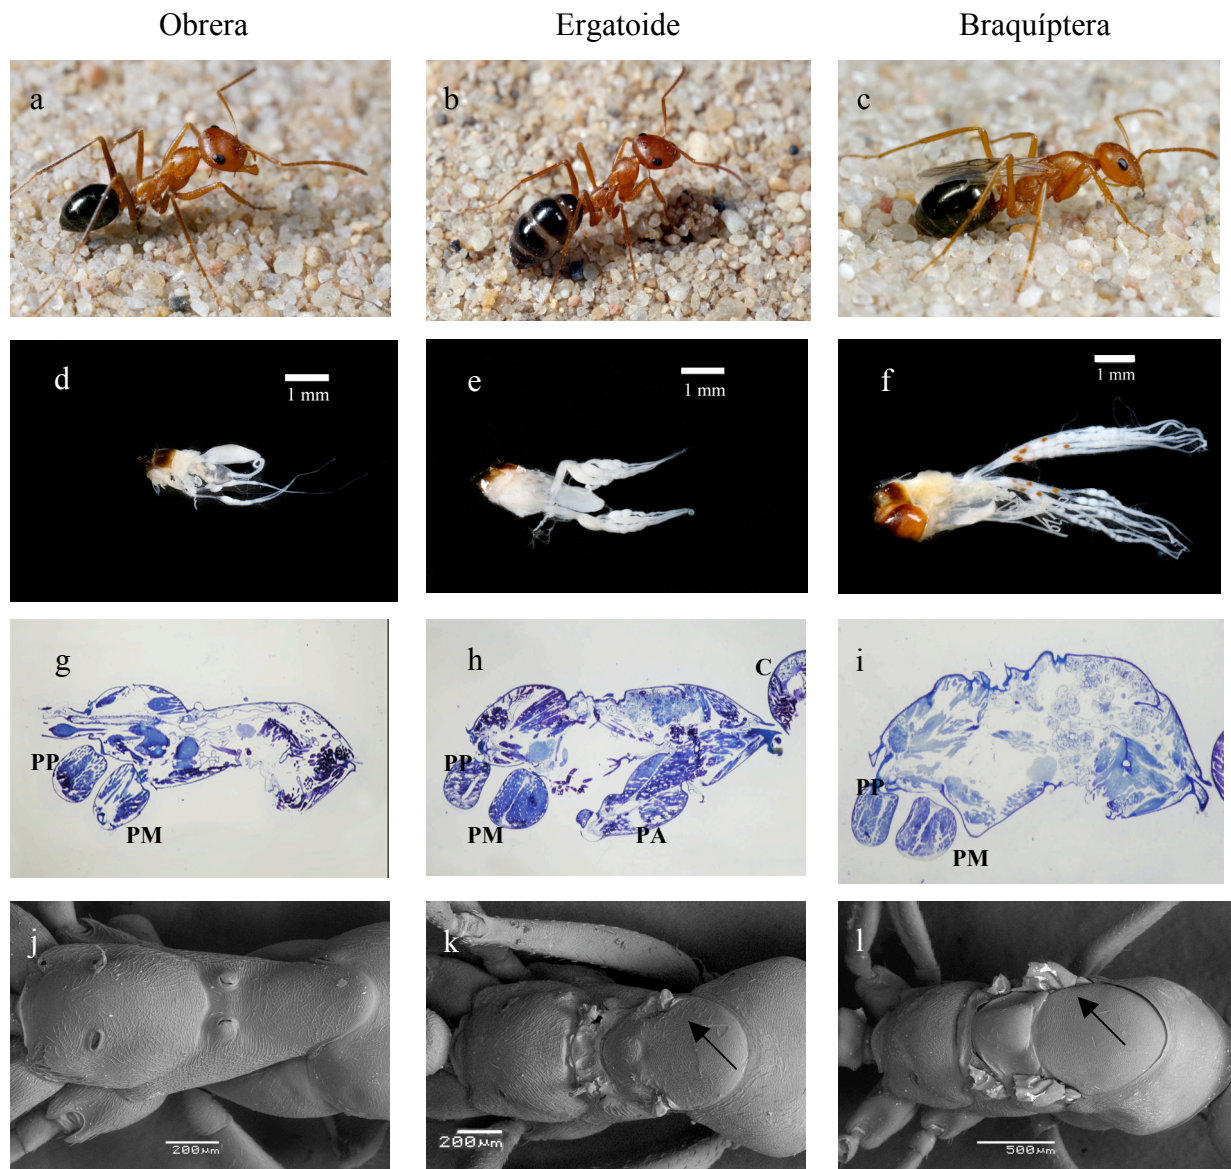 Obrera
Ergatoide
Braquíptera
a
b
c
d
1 mm
e
1 mm
f
1 mm
g
PP
PM
h
C
PP
PM
PA
i
PP
PM
j
200µm
k
200µm
l
500µm